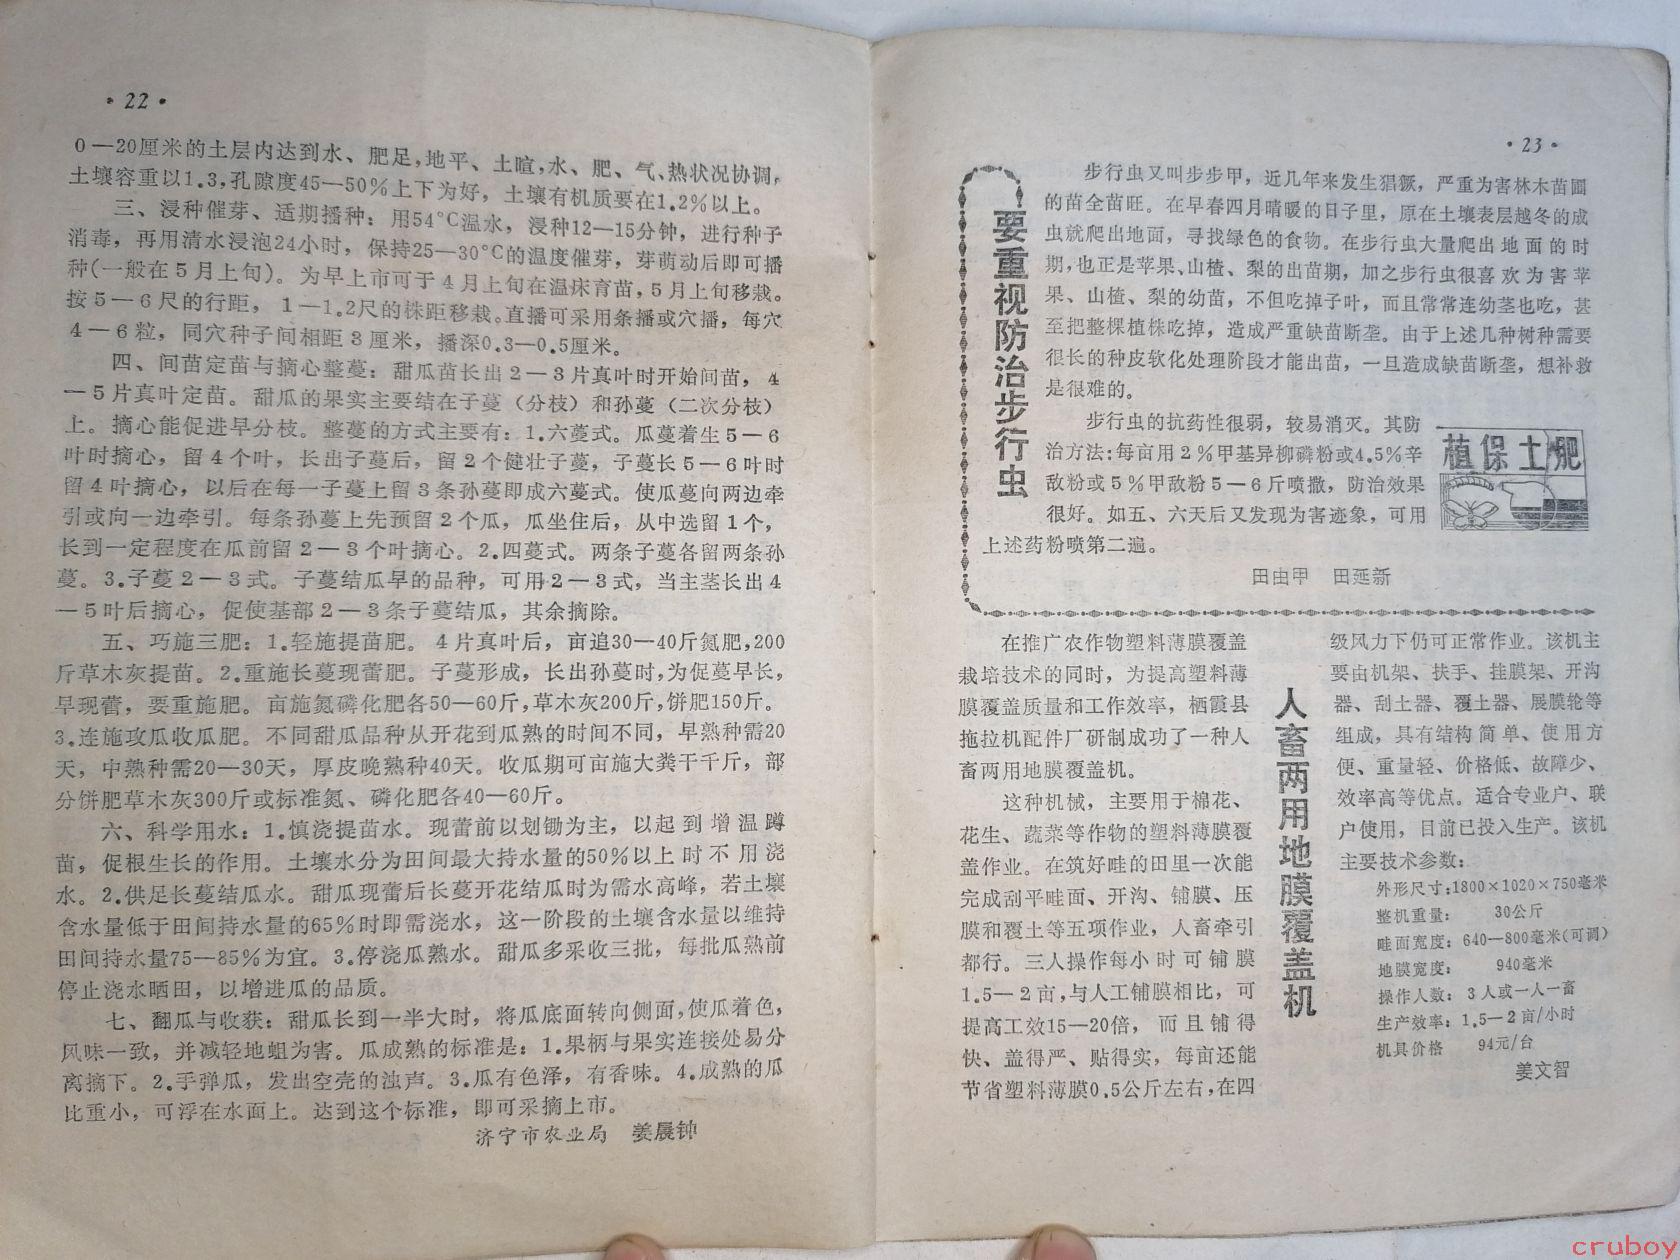 ·22·
0—20厘米的土层内达到水、肥足,地平、土暄,水、肥、气、热状况协调,
土壤容重以1.3,孔隙度45—50%上下为好，土壤有机质要在1.2%以上。
三、浸种催芽、适期播种：用54°C温水，浸种12—15分钟，进行种子
消毒，再用清水浸泡24小时，保持25—30°C的温度催芽，芽萌动后即可播
种(一般在5月上旬)。为早上市可于4月上旬在温床育苗，5月上旬移栽。
按5—6尺的行距，1—1.2尺的株距移栽。直播可采用条播或穴播，每穴
4—6粒，同穴种子间相距3厘米，播深0.3—0.5厘米。
四、间苗定苗与摘心整蔓：甜瓜苗长出2—3片真叶时开始间苗，4
—5片真叶定苗。甜瓜的果实主要结在子蔓（分枝）和孙蔓（二次分枝）
上。摘心能促进早分枝。整蔓的方式主要有：1.六蔓式。瓜蔓着生5—6
叶时摘心，留4个叶，长出子蔓后，留2个健壮子蔓，子蔓长5—6叶时
留4叶摘心，以后在每一子蔓上留3条孙蔓即成六蔓式。使瓜蔓向两边牵
引或向一边牵引。每条孙蔓上先预留2个瓜，瓜坐住后，从中选留1个，
长到一定程度在瓜前留2—3个叶摘心。2.四蔓式。两条子蔓各留两条孙
蔓。3.子蔓2—3式。子蔓结瓜早的品种，可用2—3式，当主茎长出4
—5叶后摘心，促使基部2—3条子蔓结瓜，其余摘除。
五、巧施三肥：1.轻施提苗肥。4片真叶后，亩追30—40斤氮肥,200
斤草木灰提苗。2.重施长蔓现蕾肥。子蔓形成，长出孙蔓时,为促蔓早长，
早现蕾，要重施肥。亩施氮磷化肥各50—60斤,草木灰200斤,饼肥150斤。
3.连施攻瓜收瓜肥。不同甜瓜品种从开花到瓜熟的时间不同，早熟种需20
天，中熟种需20—30天，厚皮晚熟种40天。收瓜期可亩施大粪干千斤，部
分饼肥草木灰300斤或标准氮、磷化肥各40—60斤。
六、科学用水：1.慎浇提苗水。现蕾前以划锄为主，以起到增温蹲
苗，促根生长的作用。土壤水分为田间最大持水量的50%以上时不用浇
水。2.供足长蔓结瓜水。甜瓜现蕾后长蔓开花结瓜时为需水高峰，若土壤
含水量低于田间持水量的65%时即需浇水，这一阶段的土壤含水量以维持
田间持水量75—85%为宜。3.停浇瓜熟水。甜瓜多采收三批，每批瓜熟前
停止浇水晒田，以增进瓜的品质。
七、翻瓜与收获：甜瓜长到一半大时，将瓜底面转向侧面,使瓜着色，
风味一致，并减轻地蛆为害。瓜成熟的标准是：1.果柄与果实连接处易分
离摘下。2.手弹瓜，发出空壳的浊声。3.瓜有色泽，有香味。4.成熟的瓜
比重小，可浮在水面上。达到这个标准，即可采摘上市。
济宁市农业局　姜展钟
·23·
要重视防治步行虫
步行虫又叫步步甲，近几年来发生猖獗，严重为害林木苗圃
的苗全苗旺。在早春四月晴暖的日子里，原在土壤表层越冬的成
虫就爬出地面，寻找绿色的食物。在步行虫大量爬出地面的时
期,也正是苹果、山楂、梨的出苗期，加之步行虫很喜欢为害苹
果、山楂、梨的幼苗，不但吃掉子叶，而且常常连幼茎也吃，甚
至把整棵植株吃掉，造成严重缺苗断垄。由于上述几种树种需要
很长的种皮软化处理阶段才能出苗，一旦造成缺苗断垄，想补救
是很难的。
步行虫的抗药性很弱，较易消灭。其防
治方法:每亩用2%甲基异柳磷粉或4.5%辛
敌粉或5%甲敌粉5—6斤喷撒，防治效果
很好。如五、六天后又发现为害迹象，可用
上述药粉喷第二遍。
田由甲　田延新
植保土肥
人畜两用地膜覆盖机
在推广农作物塑料薄膜覆盖
栽培技术的同时，为提高塑料薄
膜覆盖质量和工作效率，栖霞县
拖拉机配件厂研制成功了一种人
畜两用地膜覆盖机。
这种机械，主要用于棉花、
花生、蔬菜等作物的塑料薄膜覆
盖作业。在筑好畦的田里一次能
完成刮平畦面、开沟、铺膜、压
膜和覆土等五项作业，人畜牵引
都行。三人操作每小时可铺膜
1.5—2亩,与人工铺膜相比，可
提高工效15—20倍，而且铺得
快、盖得严、贴得实，每亩还能
节省塑料薄膜0.5公斤左右,在四
级风力下仍可正常作业。该机主
要由机架、扶手、挂膜架、开沟
器、刮土器、覆土器、展膜轮等
组成，具有结构简单、使用方
便、重量轻、价格低、故障少、
效率高等优点。适合专业户、联
户使用，目前已投入生产。该机
主要技术参数：
外形尺寸:1800×1020×750毫米
整机重量：　30公斤
畦面宽度：640—800毫米(可调)
地膜宽度：　940毫米
操作人数：3人或一人一畜
生产效率：1.5—2亩/小时
机具价格　94元/台
姜文智
cruboy